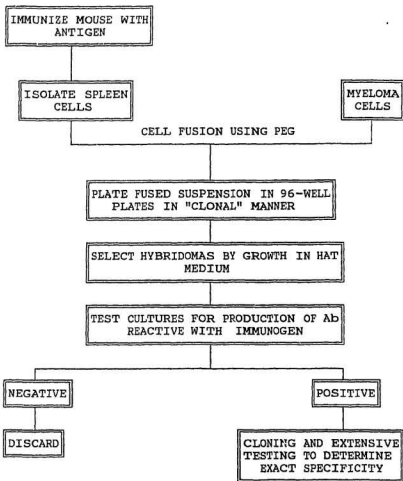 IMMUNIZE MOUSE WITH
ANTIGEN
ISOLATE SPLEEN
CELLS
MYELOMA
CELLS
CELL FUSION USING PEG
PLATE FUSED SUSPENSION IN 96-WELL
PLATES IN "CLONAL" MANNER
SELECT HYBRIDOMAS BY GROWTH IN HAT
MEDIUM
TEST CULTURES FOR PRODUCTION OF Ab
REACTIVE WITH IMMUNOGEN
NEGATIVE
POSITIVE
DISCARD
CLONING AND EXTENSIVE
TESTING TO DETERMINE
EXACT SPECIFICITY